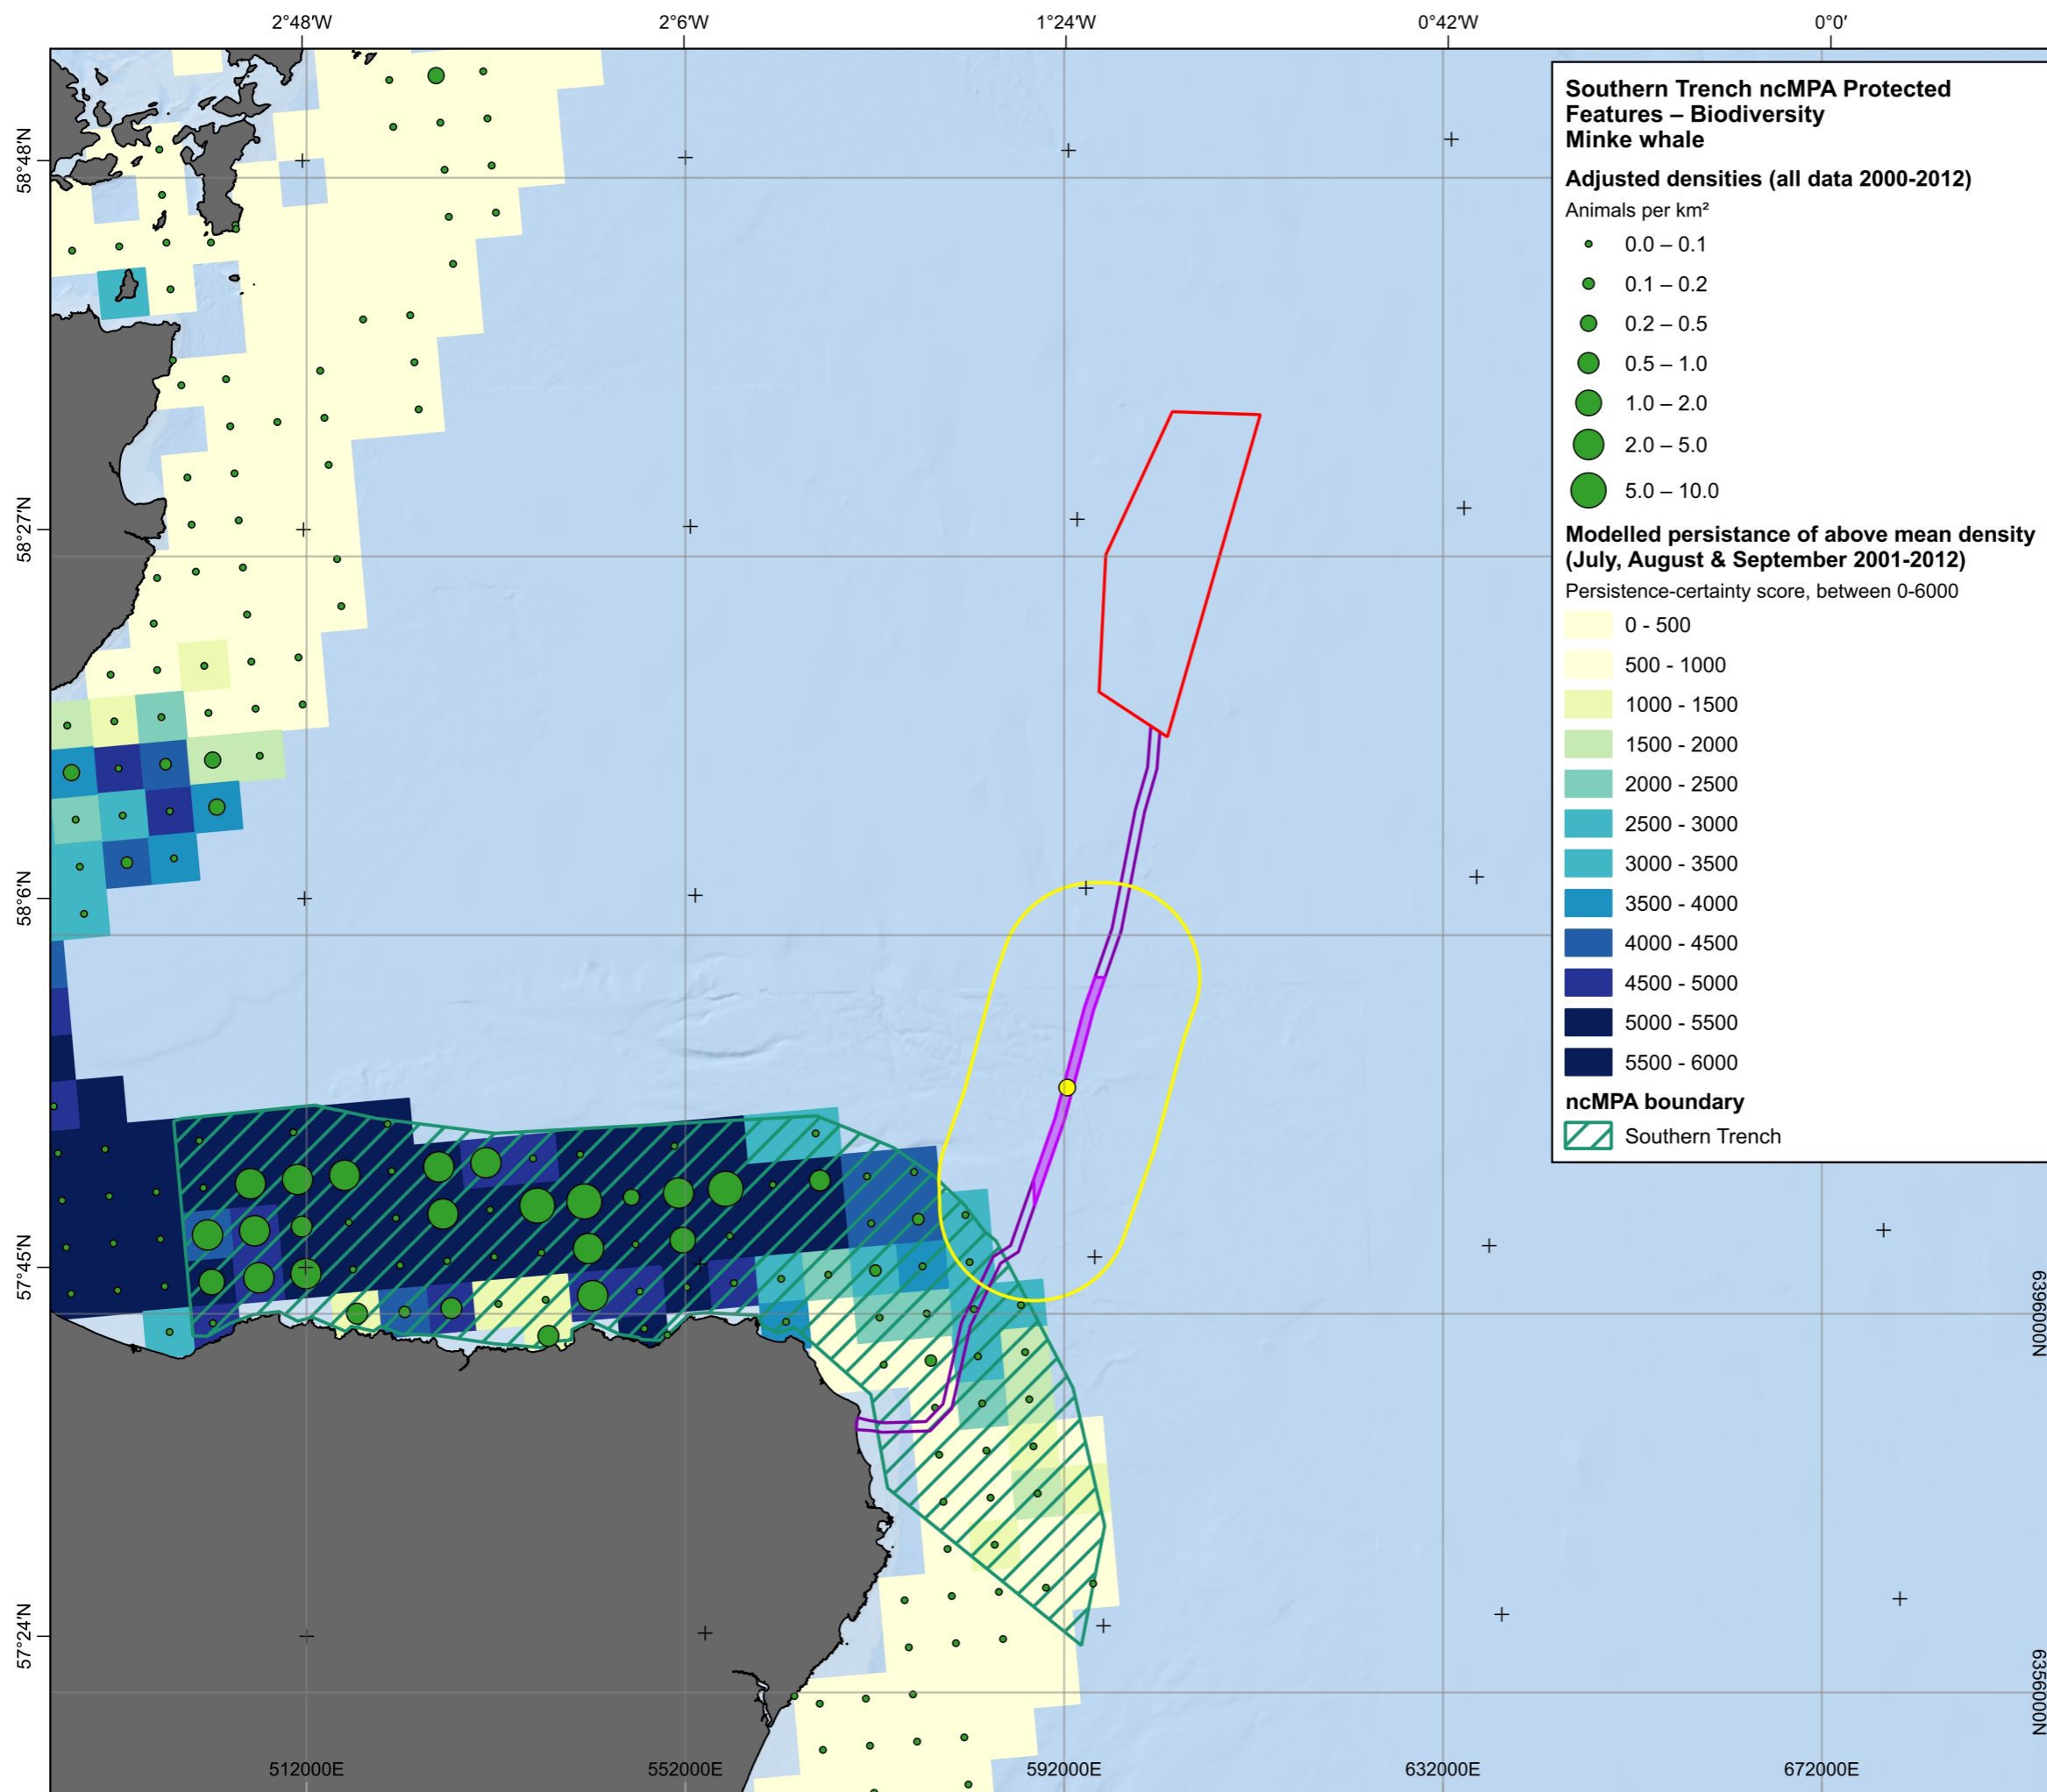 2°48'W
2°6'W
1°24'W
0°42'W
0°0'
58°48'N
58°27'N
58°6'N
57°45'N
57°24'N
Southern Trench ncMPA Protected
Features – Biodiversity
Minke whale
Adjusted densities (all data 2000-2012)
Animals per km²
0.0 – 0.1
0.1 – 0.2
0.2 – 0.5
0.5 – 1.0
1.0 – 2.0
2.0 – 5.0
5.0 – 10.0
Modelled persistance of above mean density
(July, August & September 2001-2012)
Persistence-certainty score, between 0-6000
0 - 500
500 - 1000
1000 - 1500
1500 - 2000
2000 - 2500
2500 - 3000
3000 - 3500
3500 - 4000
4000 - 4500
4500 - 5000
5000 - 5500
5500 - 6000
ncMPA boundary
Southern Trench
6396000N
6356000N
512000E
552000E
592000E
632000E
672000E